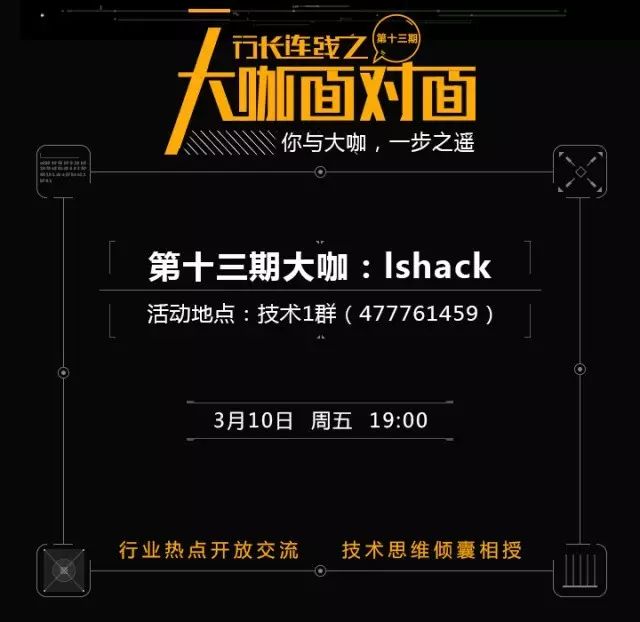 行长连线之
第十三期
大咖面对面
你与大咖，一步之遥
第十三期大咖：lshack
活动地点：技术1群（477761459）
3月10日 周五 19:00
行业热点开放交流 技术思维倾囊相授